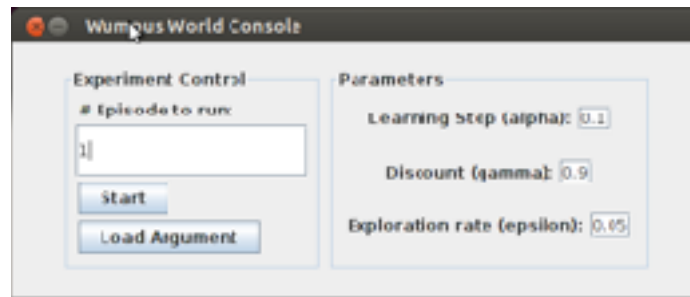 Wumpus World Console
Experiment Control
# Episode to run:
1
Start
Load Argument
Parameters
Learning Step (alpha): 0.1
Discount (gamma): 0.9
Exploration rate (epsilon): 0.05